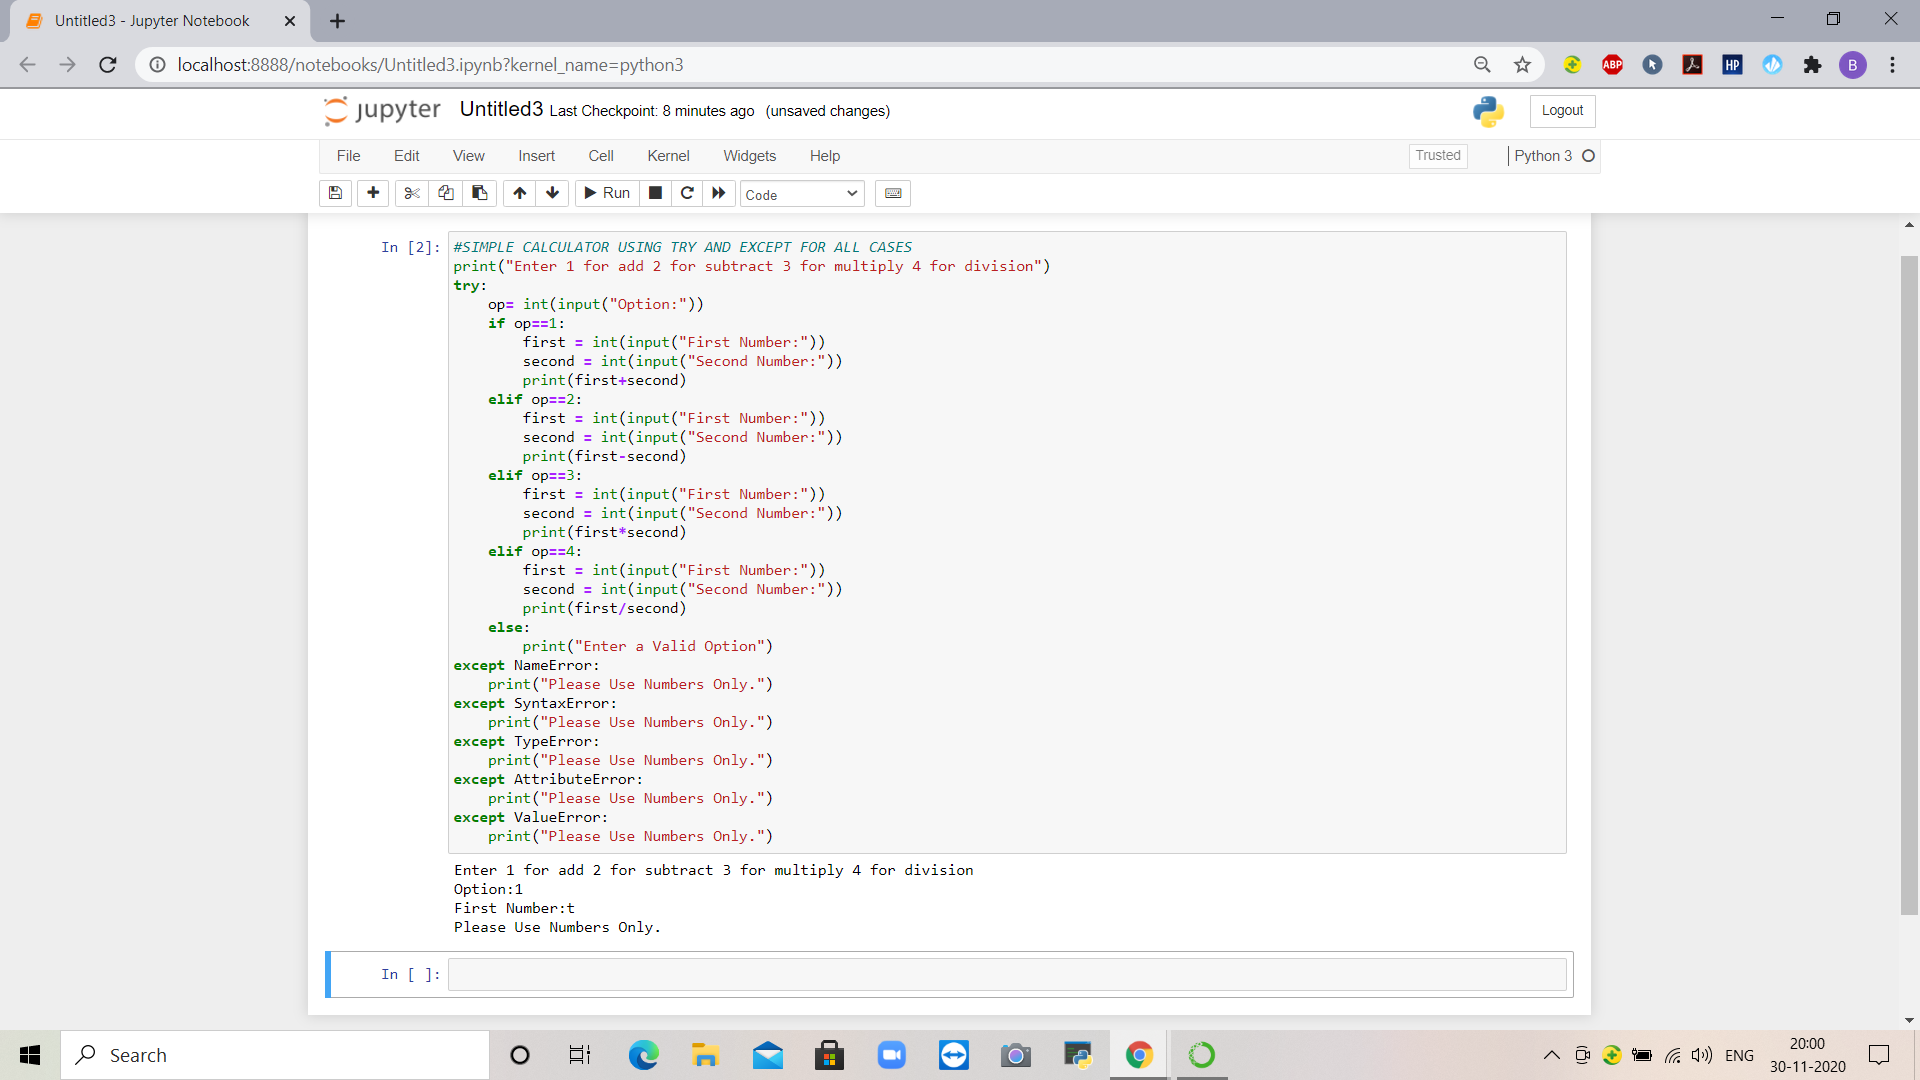 Untitled3 - Jupyter Notebook
localhost:8888/notebooks/Untitled3.ipynb?kernel_name=python3
ABP
HP
B
jupyter Untitled3 Last Checkpoint: 8 minutes ago (unsaved changes)
Logout
File Edit View Insert Cell Kernel Widgets Help
Trusted
Python 3
Run
Code
In [2]:
#SIMPLE CALCULATOR USING TRY AND EXCEPT FOR ALL CASES
print("Enter 1 for add 2 for subtract 3 for multiply 4 for division")
try:
    op= int(input("Option:"))
    if op==1:
        first = int(input("First Number:"))
        second = int(input("Second Number:"))
        print(first+second)
    elif op==2:
        first = int(input("First Number:"))
        second = int(input("Second Number:"))
        print(first-second)
    elif op==3:
        first = int(input("First Number:"))
        second = int(input("Second Number:"))
        print(first*second)
    elif op==4:
        first = int(input("First Number:"))
        second = int(input("Second Number:"))
        print(first/second)
    else:
        print("Enter a Valid Option")
except NameError:
    print("Please Use Numbers Only.")
except SyntaxError:
    print("Please Use Numbers Only.")
except TypeError:
    print("Please Use Numbers Only.")
except AttributeError:
    print("Please Use Numbers Only.")
except ValueError:
    print("Please Use Numbers Only.")
Enter 1 for add 2 for subtract 3 for multiply 4 for division
Option:1
First Number:t
Please Use Numbers Only.
In [ ]:
Search
ENG
20:00
30-11-2020